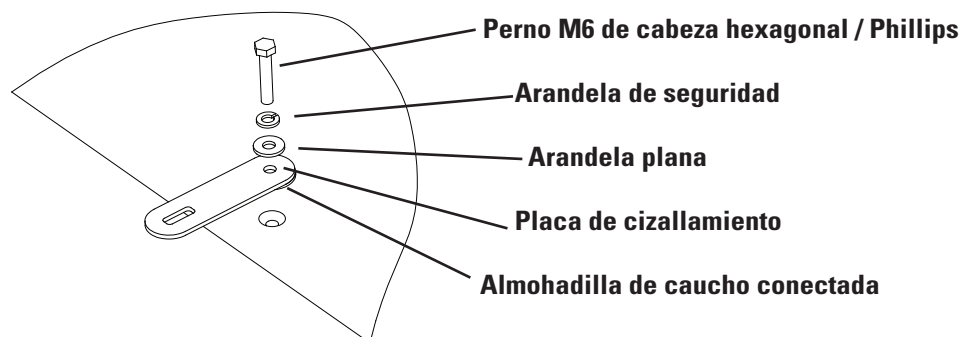 Perno M6 de cabeza hexagonal / Phillips
Arandela de seguridad
Arandela plana
Placa de cizallamiento
Almohadilla de caucho conectada